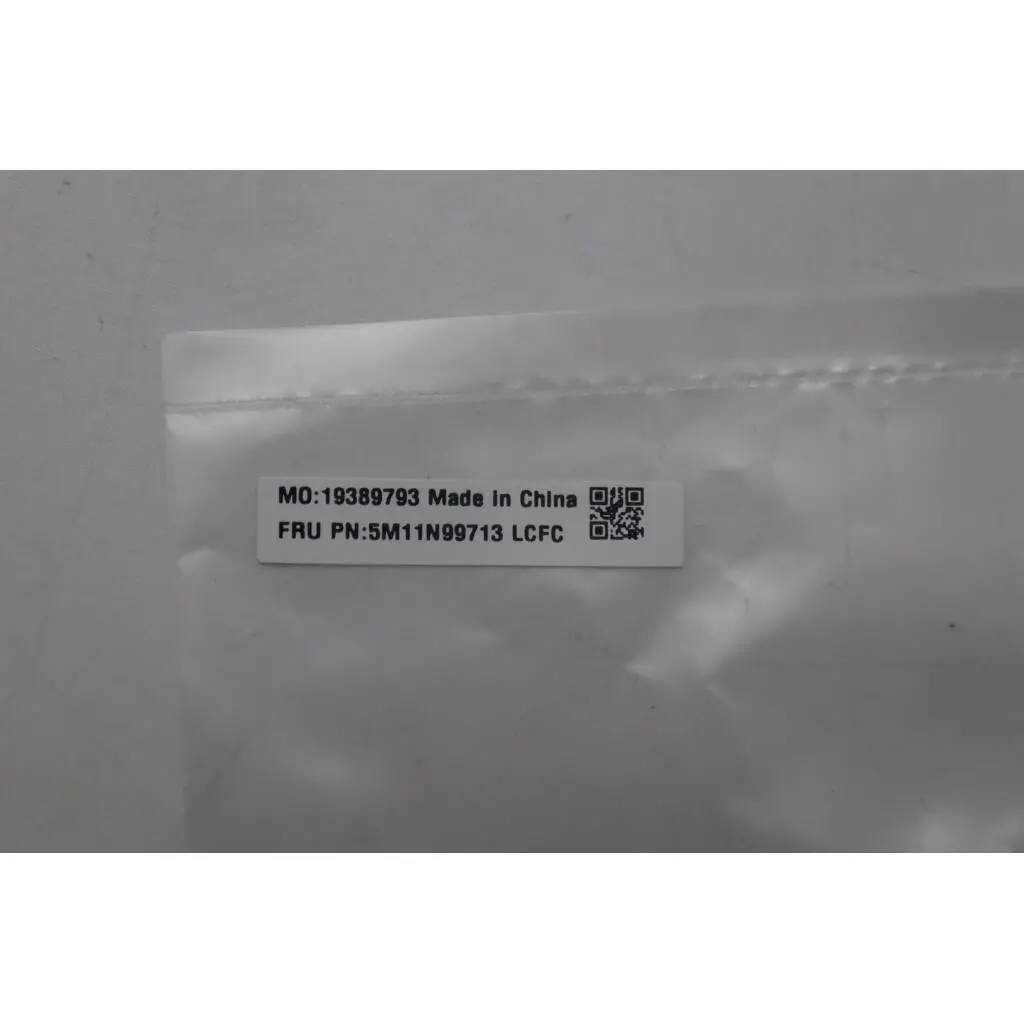 MO:19389793 Made in China
FRU PN:5M11N99713 LCFC